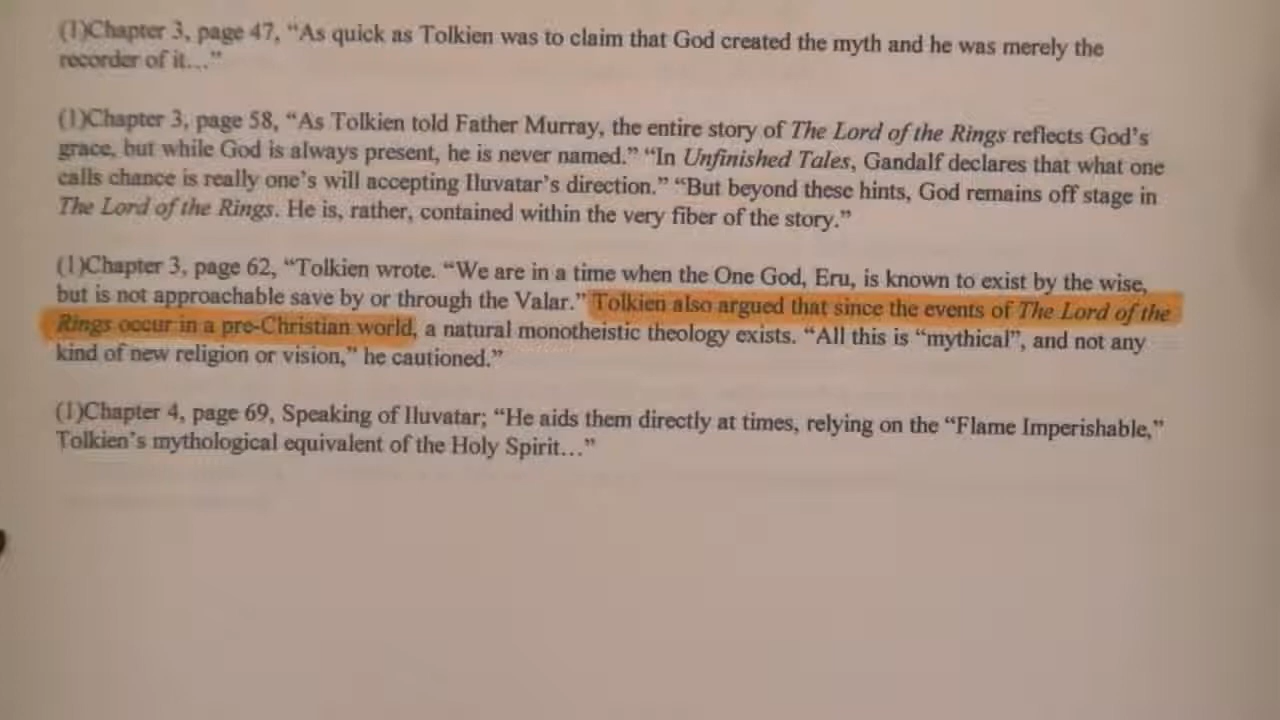 (1)Chapter 3, page 47, “As quick as Tolkien was to claim that God created the myth and he was merely the
recorder of it…”
(1)Chapter 3, page 58, “As Tolkien told Father Murray, the entire story of The Lord of the Rings reflects God’s
grace, but while God is always present, he is never named.” “In Unfinished Tales, Gandalf declares that what one
calls chance is really one’s will accepting Iluvatar’s direction.” “But beyond these hints, God remains off stage in
The Lord of the Rings. He is, rather, contained within the very fiber of the story.”
(1)Chapter 3, page 62, “Tolkien wrote. “We are in a time when the One God, Eru, is known to exist by the wise,
but is not approachable save by or through the Valar.” Tolkien also argued that since the events of The Lord of the
Rings occur in a pre-Christian world, a natural monotheistic theology exists. “All this is “mythical”, and not any
kind of new religion or vision,” he cautioned.”
(1)Chapter 4, page 69, Speaking of Iluvatar; “He aids them directly at times, relying on the “Flame Imperishable,”
Tolkien’s mythological equivalent of the Holy Spirit…”